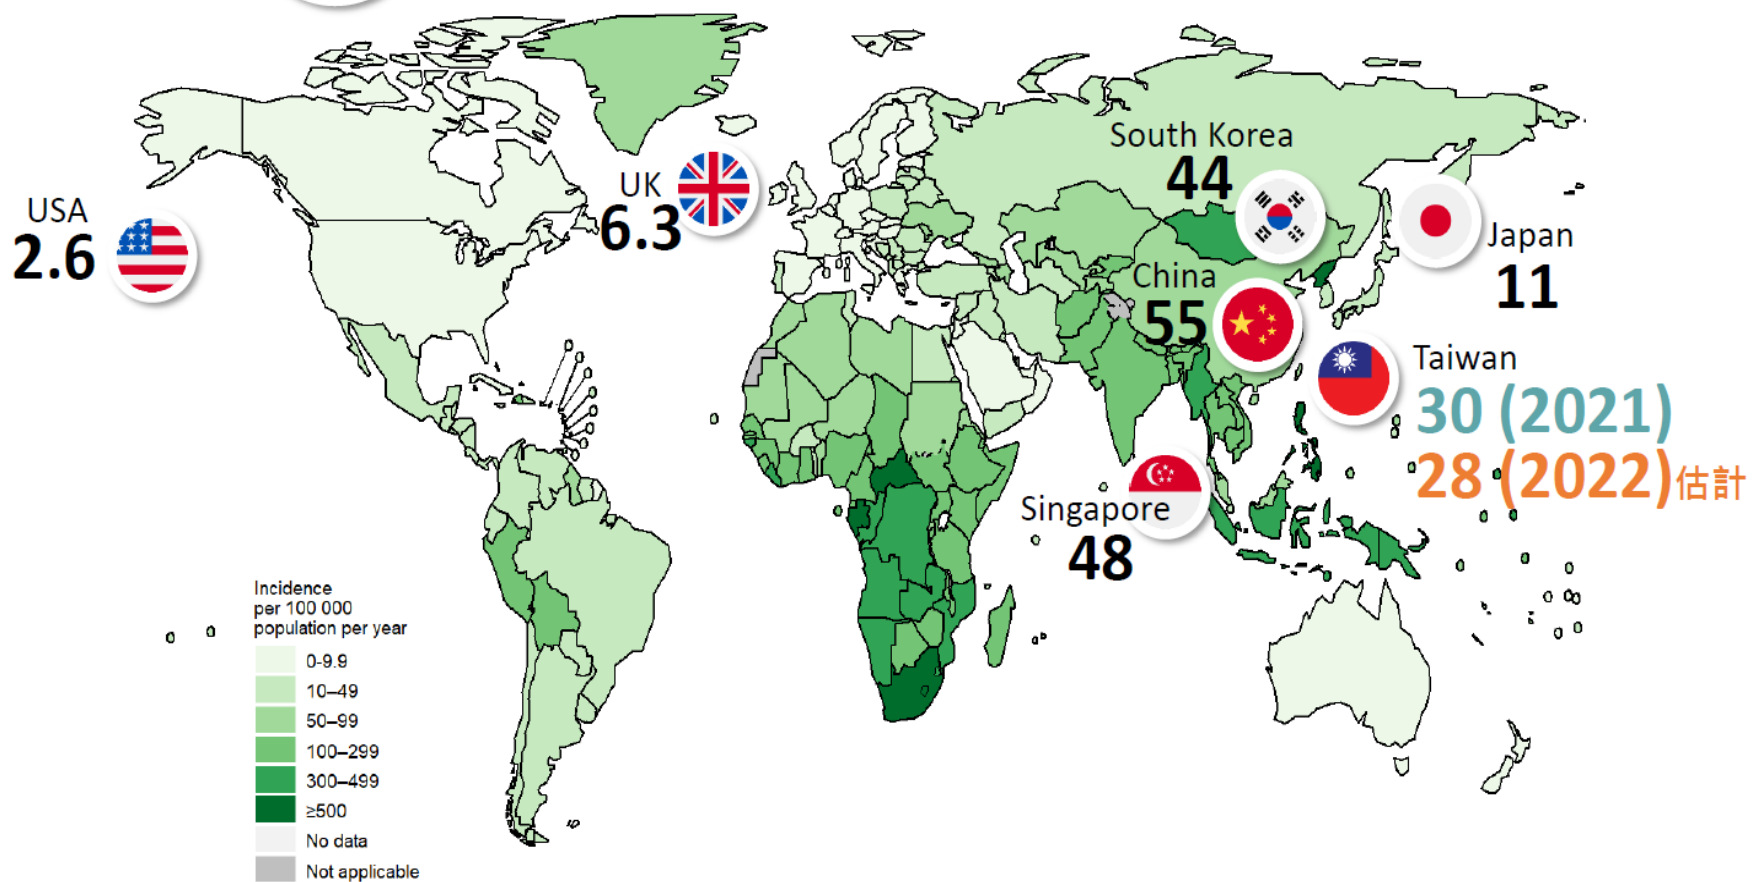 South Korea
44
UK
6.3
USA
2.6
Japan
11
China
55
Taiwan
30 (2021)
28 (2022)估計
Singapore
48
Incidence
per 100 000
population per year
0-9.9
10–49
50–99
100–299
300–499
≥500
No data
Not applicable